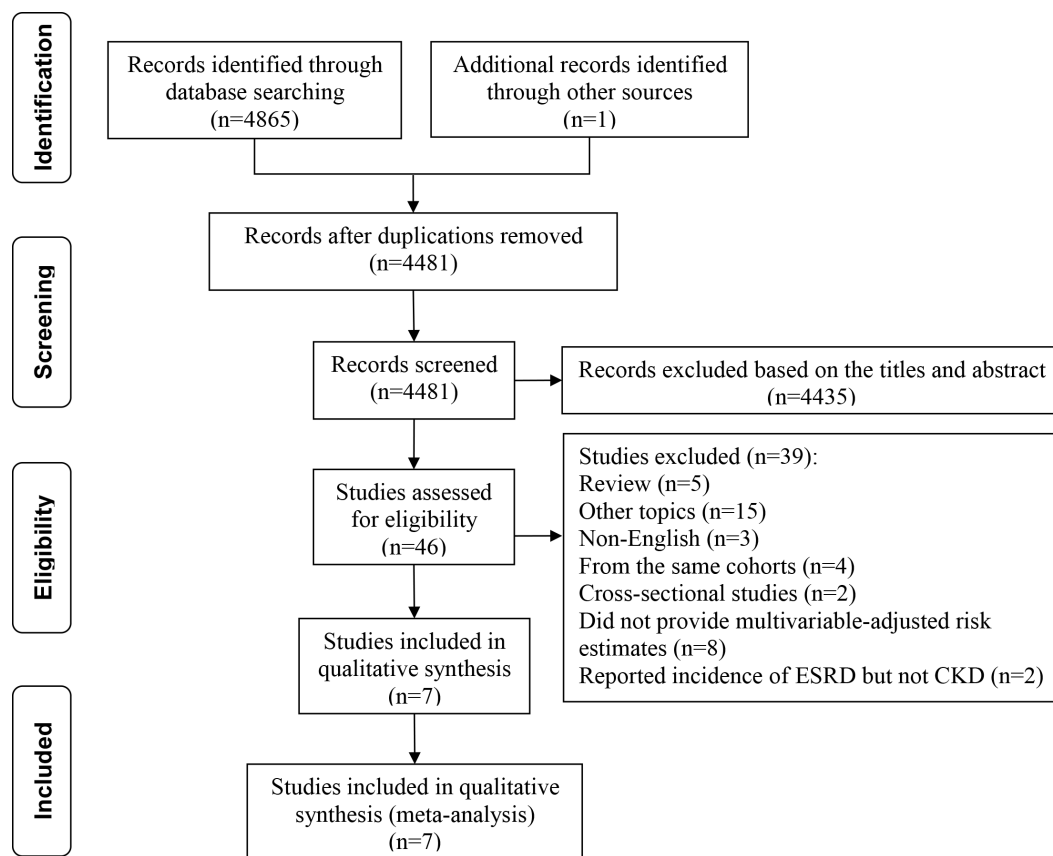 Identification
Records identified through
database searching
(n=4865)
Additional records identified
through other sources
(n=1)
Screening
Records after duplications removed
(n=4481)
Records screened
(n=4481)
Records excluded based on the titles and abstract
(n=4435)
Eligibility
Studies assessed
for eligibility
(n=46)
Studies excluded (n=39):
Review (n=5)
Other topics (n=15)
Non-English (n=3)
From the same cohorts (n=4)
Cross-sectional studies (n=2)
Did not provide multivariable-adjusted risk
estimates (n=8)
Reported incidence of ESRD but not CKD (n=2)
Studies included in
qualitative synthesis
(n=7)
Included
Studies included in qualitative
synthesis (meta-analysis)
(n=7)